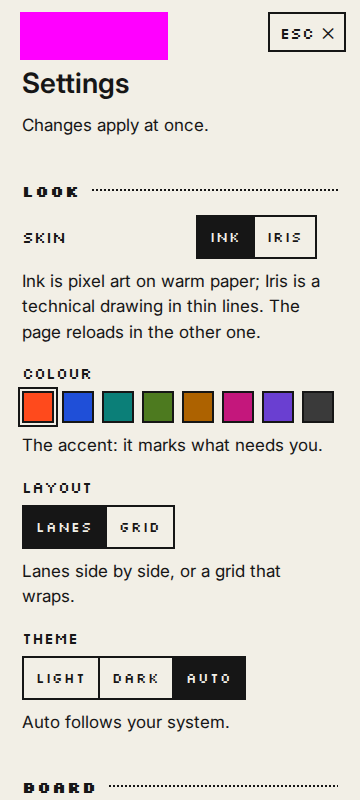 ESC ×
Settings
Changes apply at once.
LOOK
SKIN
INK IRIS
Ink is pixel art on warm paper; Iris is a
technical drawing in thin lines. The
page reloads in the other one.
COLOUR
The accent: it marks what needs you.
LAYOUT
LANES GRID
Lanes side by side, or a grid that
wraps.
THEME
LIGHT DARK AUTO
Auto follows your system.
BOARD